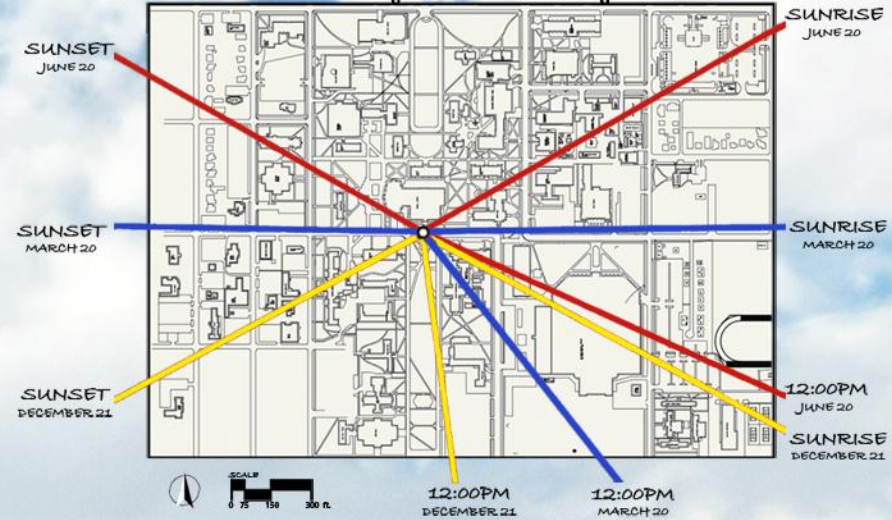 SUNRISE
JUNE 20
SUNSET
JUNE 20
SUNSET
MARCH 20
SUNRISE
MARCH 20
SUNSET
DECEMBER 21
12:00PM
JUNE 20
SUNRISE
DECEMBER 21
SCALE
0 75 150 300 ft.
12:00PM
DECEMBER 21
12:00PM
MARCH 20